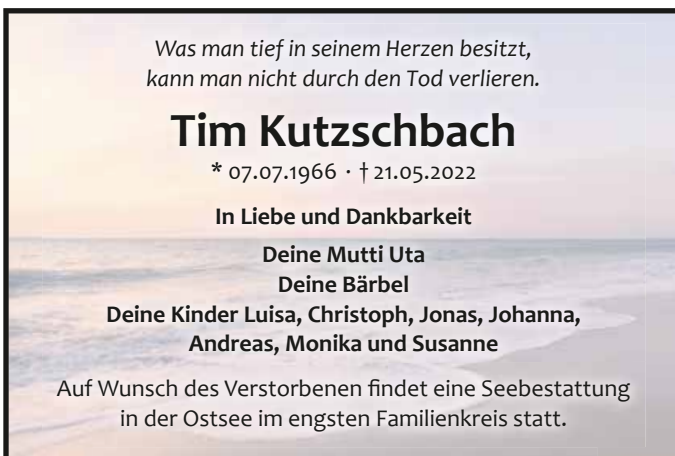 Was man tief in seinem Herzen besitzt,
kann man nicht durch den Tod verlieren.
Tim Kutzschbach
* 07.07.1966 · † 21.05.2022
In Liebe und Dankbarkeit
Deine Mutti Uta
Deine Bärbel
Deine Kinder Luisa, Christoph, Jonas, Johanna,
Andreas, Monika und Susanne
Auf Wunsch des Verstorbenen findet eine Seebestattung
in der Ostsee im engsten Familienkreis statt.